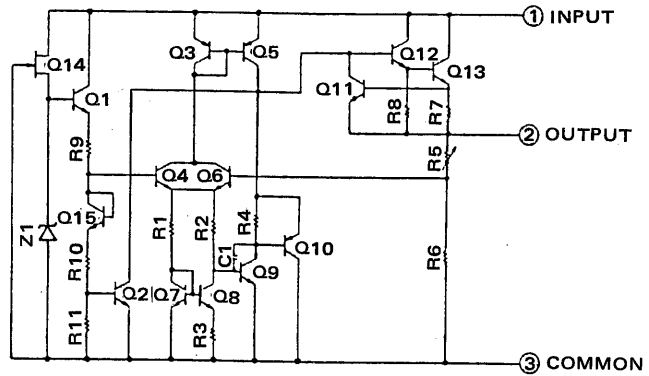 ① INPUT
Q3
Q5
Q12
Q14
Q13
Q1
Q11
R8
R7
② OUTPUT
R9
R5
Q4
Q6
Q15
Z1
R1
R2
R4
C1
Q10
R6
R10
Q9
Q2
Q7
Q8
R11
R3
③ COMMON